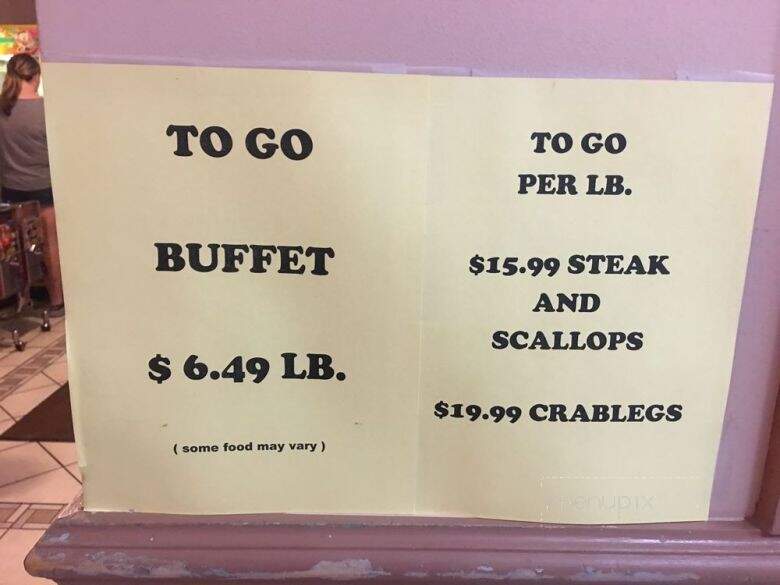 TO GO
BUFFET
$ 6.49 LB.
( some food may vary )
TO GO
PER LB.
$15.99 STEAK
AND
SCALLOPS
$19.99 CRABLEGS
menupix